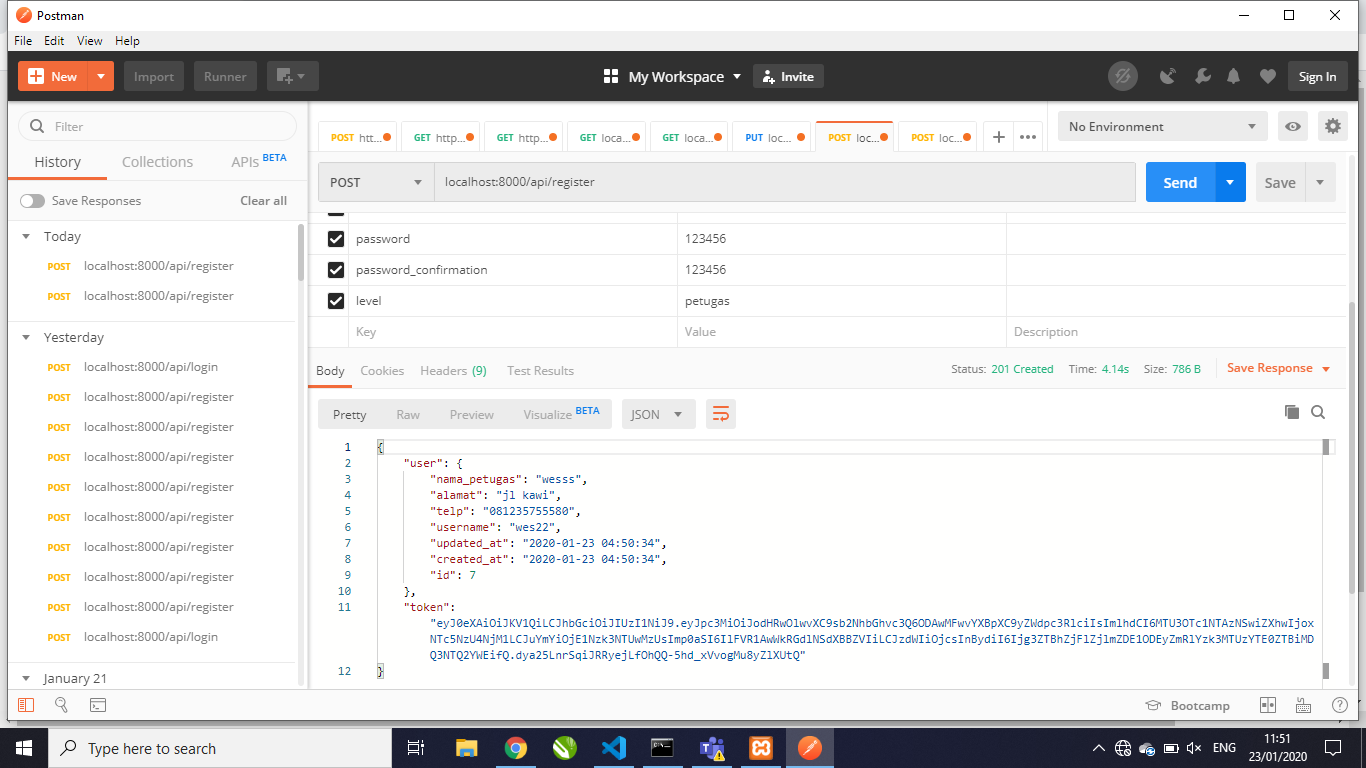 Postman
File Edit View Help
New Import Runner My Workspace Invite Sign In
Filter
History Collections APIs BETA
Save Responses Clear all
Today
POST localhost:8000/api/register
POST localhost:8000/api/register
Yesterday
POST localhost:8000/api/login
POST localhost:8000/api/register
POST localhost:8000/api/register
POST localhost:8000/api/register
POST localhost:8000/api/register
POST localhost:8000/api/register
POST localhost:8000/api/register
POST localhost:8000/api/register
POST localhost:8000/api/register
POST localhost:8000/api/login
January 21
POST htt... GET http... GET http... GET loca... GET loca... PUT loc... POST loc... POST loc... + •••
No Environment
POST localhost:8000/api/register Send Save
password 123456
password_confirmation 123456
level petugas
Key Value Description
Body Cookies Headers (9) Test Results Status: 201 Created Time: 4.14s Size: 786 B Save Response
Pretty Raw Preview Visualize BETA JSON
1 {
2 "user": {
3 "nama_petugas": "wesss",
4 "alamat": "jl kawi",
5 "telp": "081235755580",
6 "username": "wes22",
7 "updated_at": "2020-01-23 04:50:34",
8 "created_at": "2020-01-23 04:50:34",
9 "id": 7
10 },
11 "token":
12 }
Bootcamp
Type here to search
ENG
11:51
23/01/2020